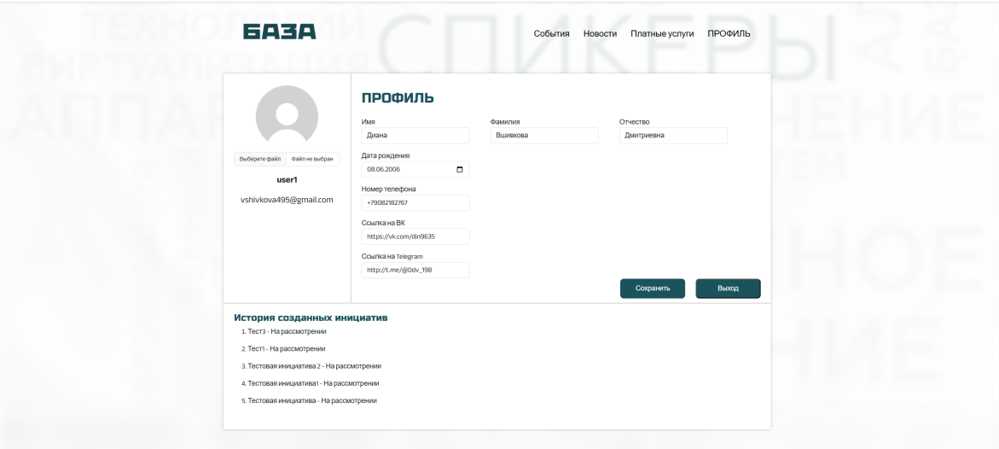 ТЕХНОЛОГИИ
СПИКЕРЫ
ВИРТУАЛИЗАЦИЯ
БАЗА
События Новости Платные услуги ПРОФИЛЬ
ПРОФИЛЬ
Имя Фамилия Отчество
Диана Вшивкова Дмитриевна
Выберите файл Файл не выбран
Дата рождения
08.06.2006
user1
Номер телефона
vshivkova495@gmail.com
+79082182767
Ссылка на ВК
https://vk.com/din9635
Ссылка на Telegram
http://t.me/@Ddv_198
Сохранить Выход
История созданных инициатив
1. Тест3 - На рассмотрении
2. Тест1 - На рассмотрении
3. Тестовая инициатива 2 - На рассмотрении
4. Тестовая инициатива1 - На рассмотрении
5. Тестовая инициатива - На рассмотрении